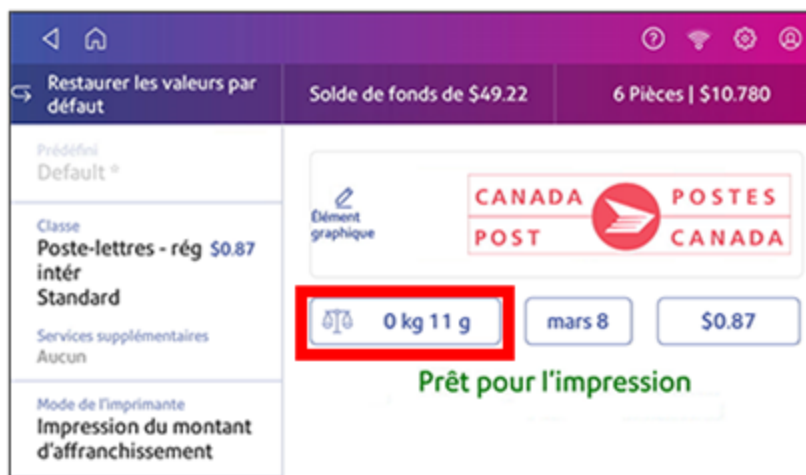 Restaurer les valeurs par
défaut
Solde de fonds de $49.22
6 Pièces | $10.780
Prédéfini
Default *
Classe
Poste-lettres - rég $0.87
intér
Standard
Services supplémentaires
Aucun
Mode de l'imprimante
Impression du montant
d'affranchissement
Élément
graphique
CANADA POSTES
POST CANADA
0 kg 11 g
mars 8
$0.87
Prêt pour l'impression